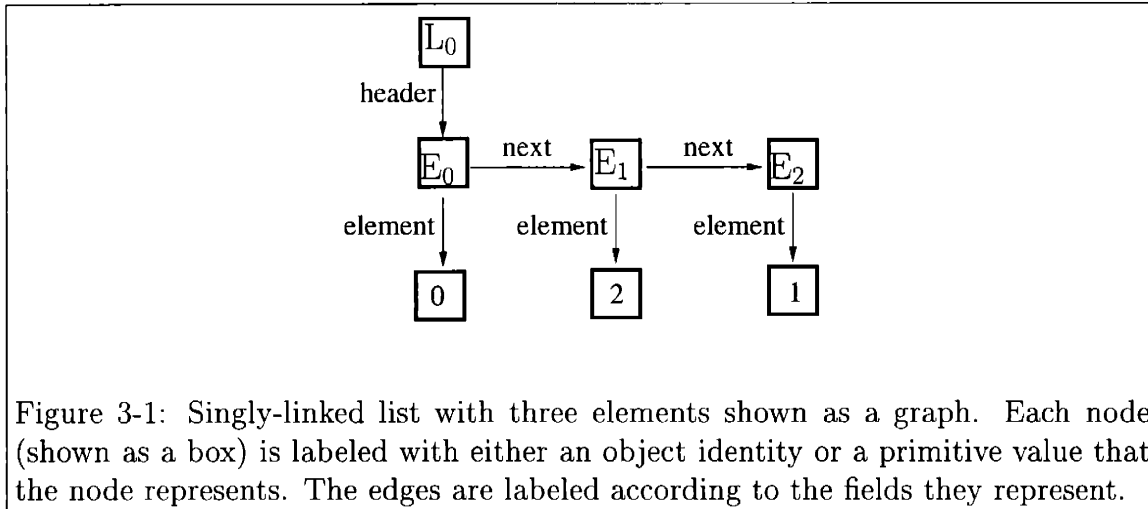 L₀
header
E₀ next E₁ next E₂
element element element
0 2 1
Figure 3-1: Singly-linked list with three elements shown as a graph. Each node
(shown as a box) is labeled with either an object identity or a primitive value that
the node represents. The edges are labeled according to the fields they represent.